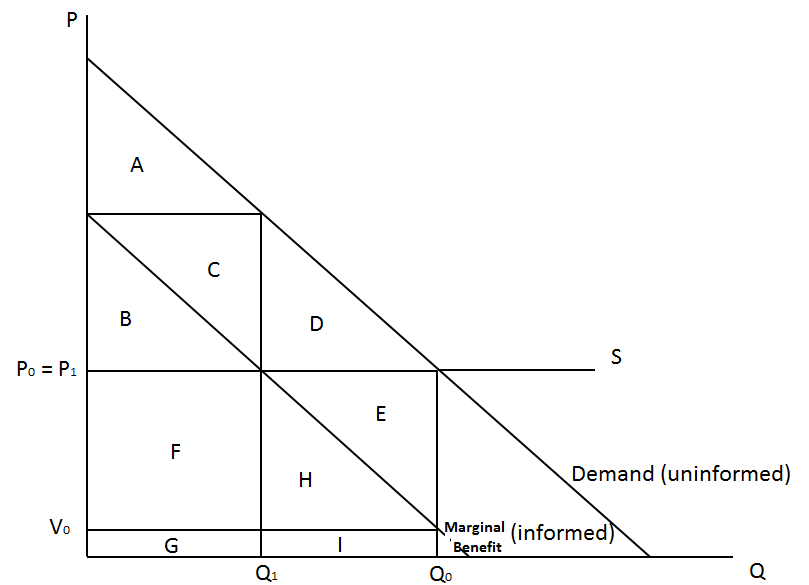 P
A
C
B
D
P₀ = P₁
S
E
F
H
Demand (uninformed)
V₀
Marginal
Benefit
(informed)
G
I
Q₁
Q₀
Q